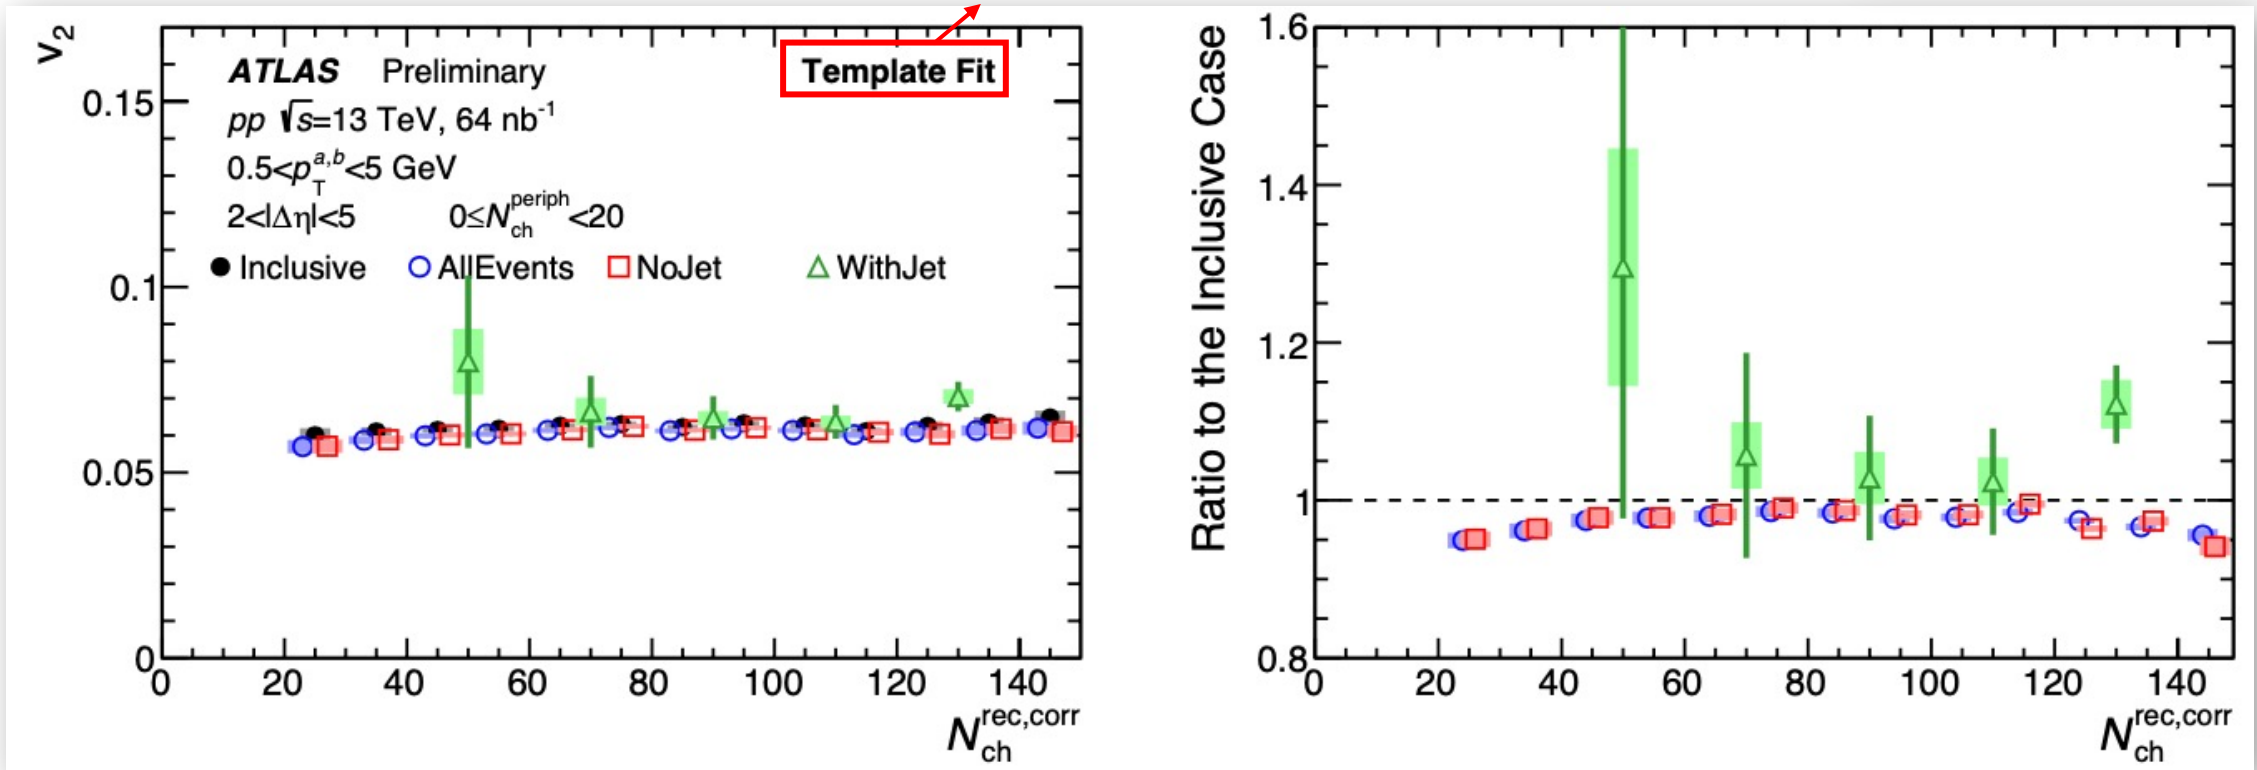 v2
ATLAS Preliminary
Template Fit
pp √s=13 TeV, 64 nb-1
0.5<pTa,b<5 GeV
2<|Δη|<5 0≤Nchperiph<20
Inclusive AllEvents NoJet WithJet
0.15
0.1
0.05
0
0 20 40 60 80 100 120 140
Nchrec,corr
Ratio to the Inclusive Case
1.6
1.4
1.2
1
0.8
0 20 40 60 80 100 120 140
Nchrec,corr